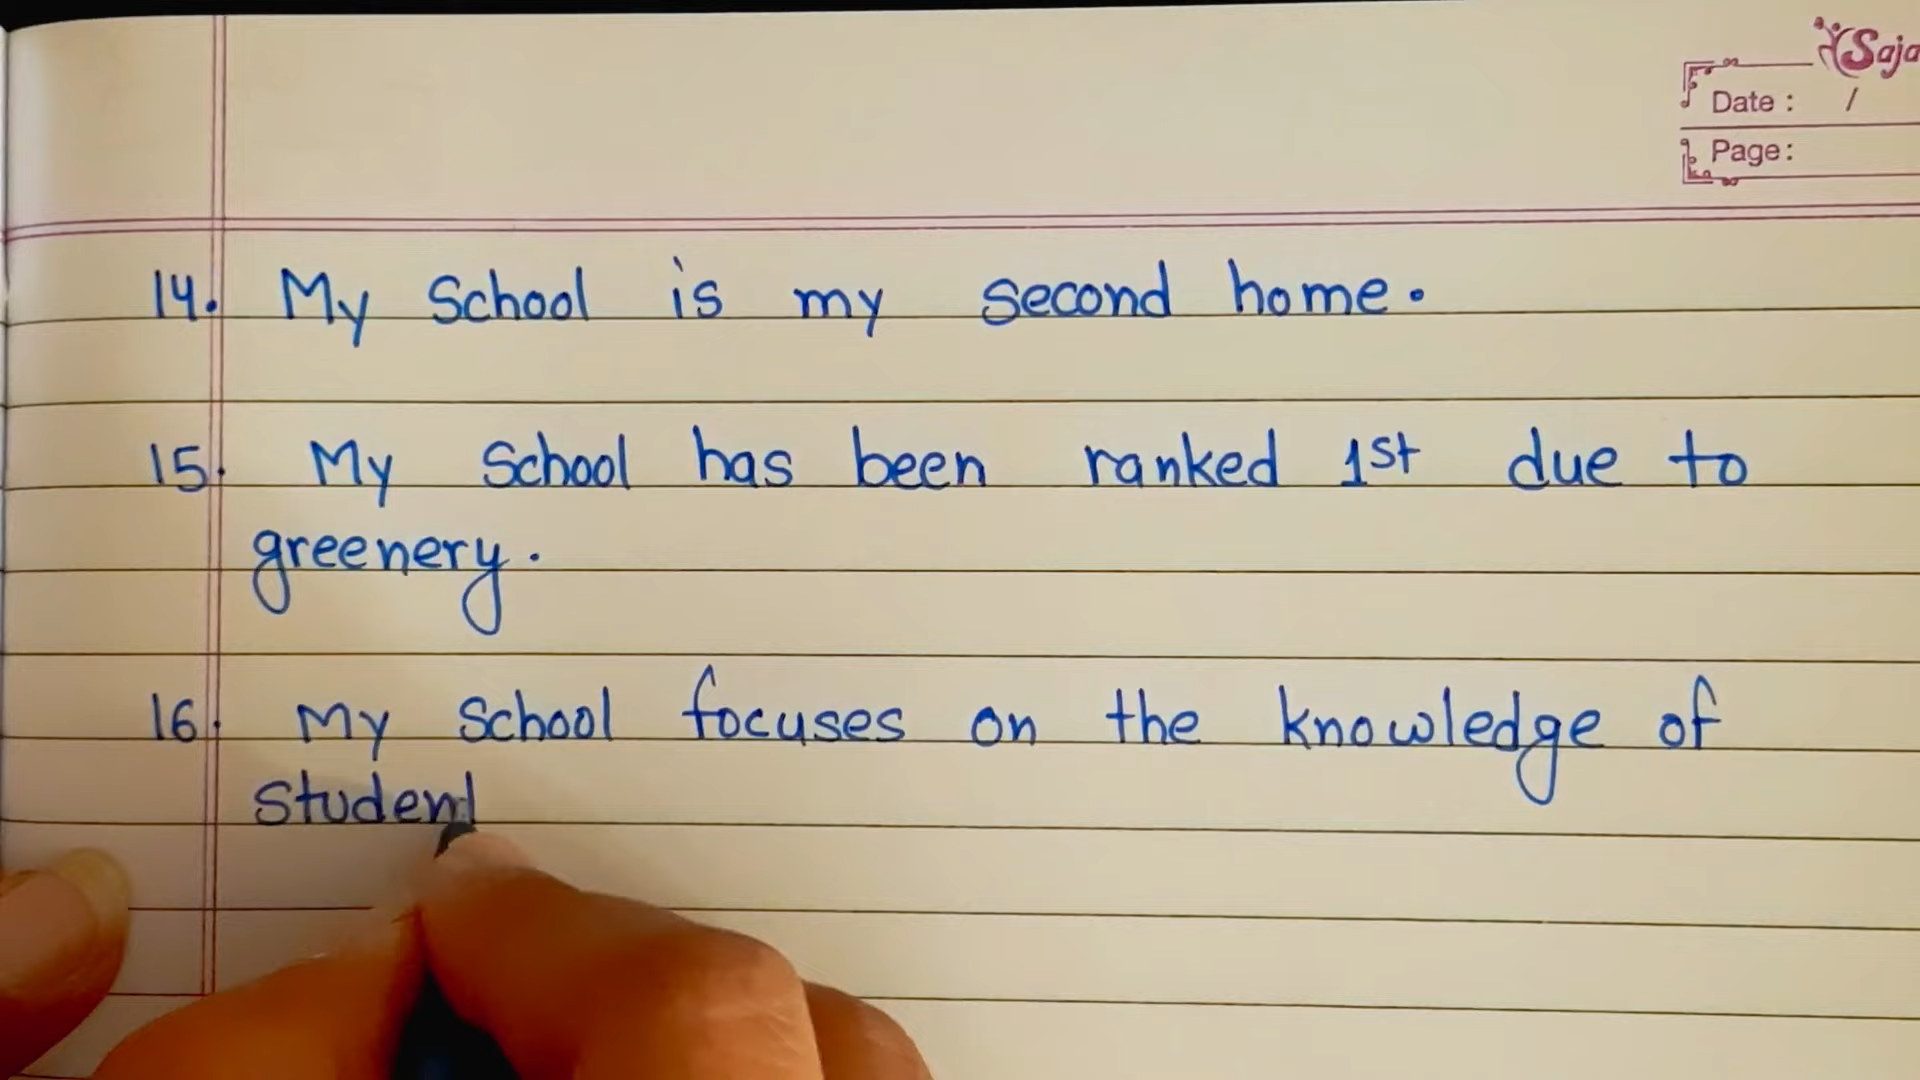 Saja
Date : /
Page:
14. My School is my second home.
15. My School has been ranked 1st due to
greenery.
16. My School focuses on the knowledge of
Student